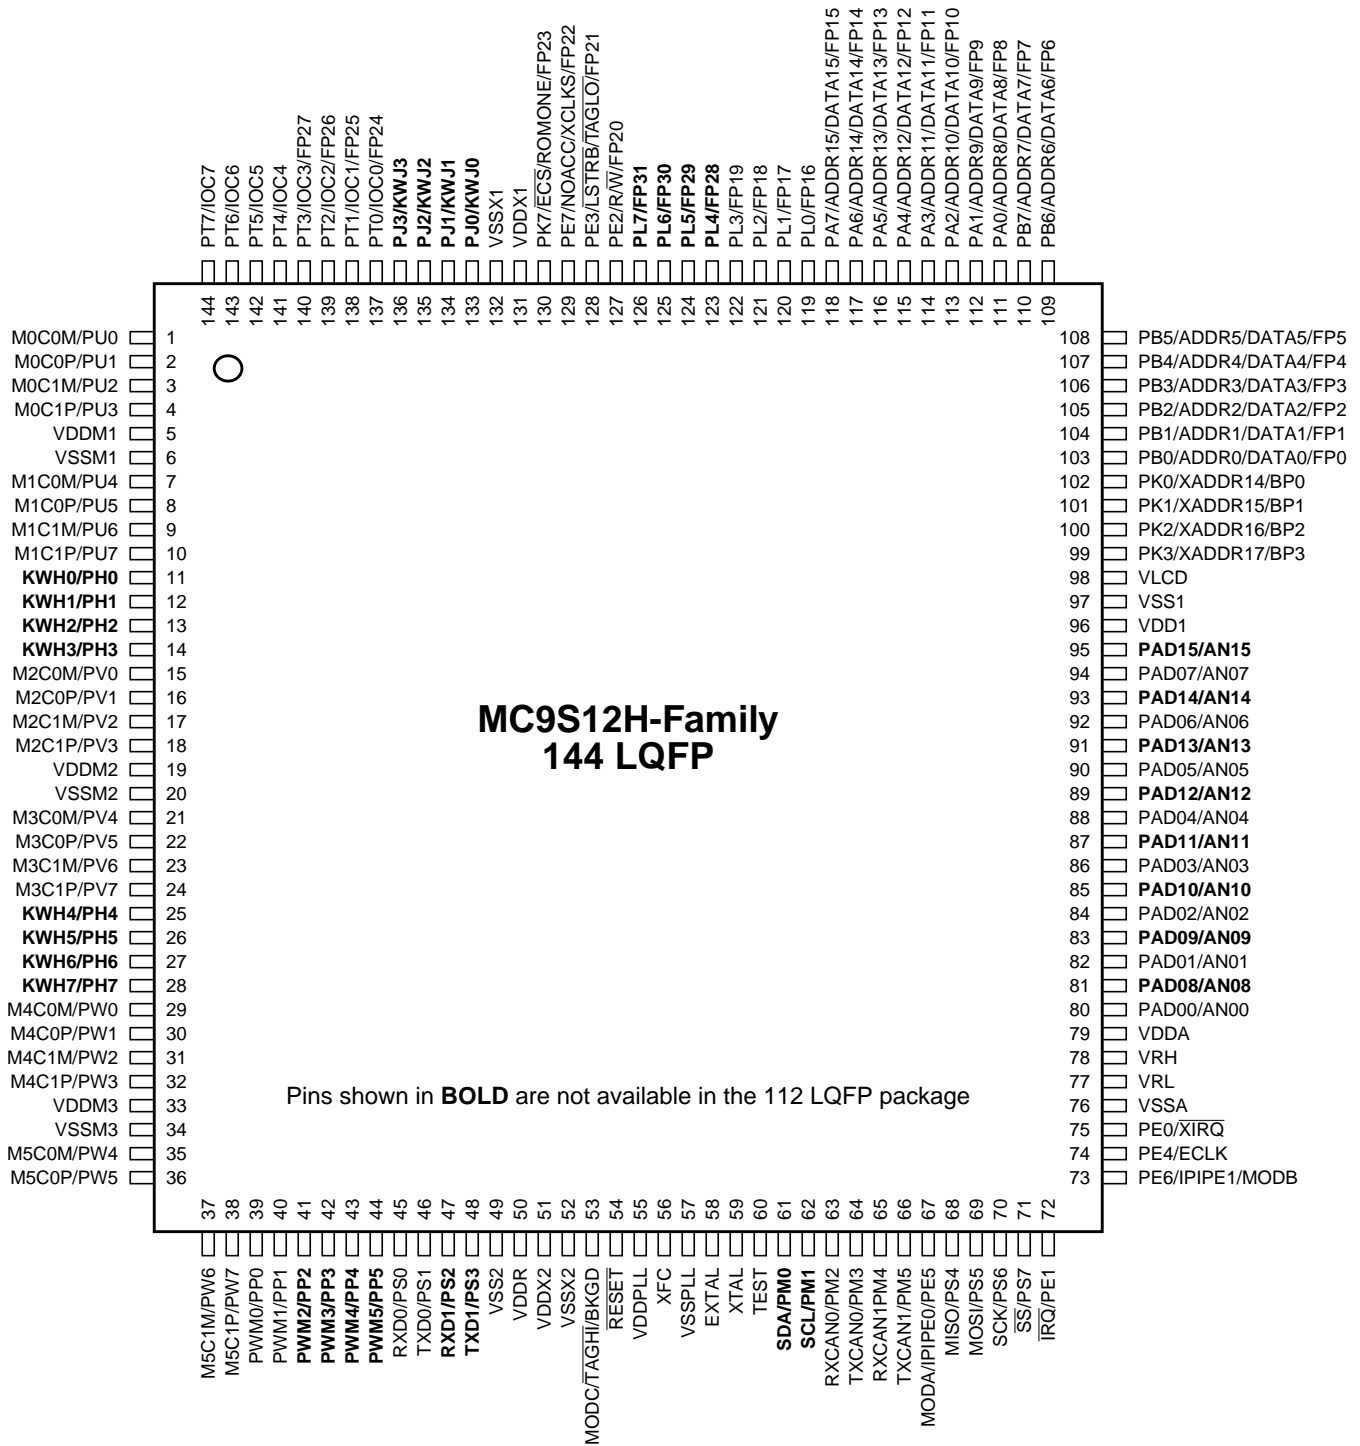 PT7/IOC7
PT6/IOC6
PT5/IOC5
PT4/IOC4
PT3/IOC3/FP27
PT2/IOC2/FP26
PT1/IOC1/FP25
PT0/IOC0/FP24
PJ3/KWJ3
PJ2/KWJ2
PJ1/KWJ1
PJ0/KWJ0
VSSX1
VDDX1
PK7/ECS/ROMONE/FP23
PE7/NOACC/XCLKS/FP22
PE3/LSTRB/TAGLO/FP21
PE2/R/W/FP20
PL7/FP31
PL6/FP30
PL5/FP29
PL4/FP28
PL3/FP19
PL2/FP18
PL1/FP17
PL0/FP16
PA7/ADDR15/DATA15/FP15
PA6/ADDR14/DATA14/FP14
PA5/ADDR13/DATA13/FP13
PA4/ADDR12/DATA12/FP12
PA3/ADDR11/DATA11/FP11
PA2/ADDR10/DATA10/FP10
PA1/ADDR9/DATA9/FP9
PA0/ADDR8/DATA8/FP8
PB7/ADDR7/DATA7/FP7
PB6/ADDR6/DATA6/FP6
144
143
142
141
140
139
138
137
136
135
134
133
132
131
130
129
128
127
126
125
124
123
122
121
120
119
118
117
116
115
114
113
112
111
110
109
M0C0M/PU0 1
M0C0P/PU1 2
M0C1M/PU2 3
M0C1P/PU3 4
VDDM1 5
VSSM1 6
M1C0M/PU4 7
M1C0P/PU5 8
M1C1M/PU6 9
M1C1P/PU7 10
KWH0/PH0 11
KWH1/PH1 12
KWH2/PH2 13
KWH3/PH3 14
M2C0M/PV0 15
M2C0P/PV1 16
M2C1M/PV2 17
M2C1P/PV3 18
VDDM2 19
VSSM2 20
M3C0M/PV4 21
M3C0P/PV5 22
M3C1M/PV6 23
M3C1P/PV7 24
KWH4/PH4 25
KWH5/PH5 26
KWH6/PH6 27
KWH7/PH7 28
M4C0M/PW0 29
M4C0P/PW1 30
M4C1M/PW2 31
M4C1P/PW3 32
VDDM3 33
VSSM3 34
M5C0M/PW4 35
M5C0P/PW5 36
MC9S12H-Family
144 LQFP
Pins shown in BOLD are not available in the 112 LQFP package
108 PB5/ADDR5/DATA5/FP5
107 PB4/ADDR4/DATA4/FP4
106 PB3/ADDR3/DATA3/FP3
105 PB2/ADDR2/DATA2/FP2
104 PB1/ADDR1/DATA1/FP1
103 PB0/ADDR0/DATA0/FP0
102 PK0/XADDR14/BP0
101 PK1/XADDR15/BP1
100 PK2/XADDR16/BP2
99 PK3/XADDR17/BP3
98 VLCD
97 VSS1
96 VDD1
95 PAD15/AN15
94 PAD07/AN07
93 PAD14/AN14
92 PAD06/AN06
91 PAD13/AN13
90 PAD05/AN05
89 PAD12/AN12
88 PAD04/AN04
87 PAD11/AN11
86 PAD03/AN03
85 PAD10/AN10
84 PAD02/AN02
83 PAD09/AN09
82 PAD01/AN01
81 PAD08/AN08
80 PAD00/AN00
79 VDDA
78 VRH
77 VRL
76 VSSA
75 PE0/XIRQ
74 PE4/ECLK
73 PE6/IPIPE1/MODB
37
38
39
40
41
42
43
44
45
46
47
48
49
50
51
52
53
54
55
56
57
58
59
60
61
62
63
64
65
66
67
68
69
70
71
72
M5C1M/PW6
M5C1P/PW7
PWM0/PP0
PWM1/PP1
PWM2/PP2
PWM3/PP3
PWM4/PP4
PWM5/PP5
RXD0/PS0
TXD0/PS1
RXD1/PS2
TXD1/PS3
VSS2
VDDR
VDDX2
VSSX2
MODC/TAGHI/BKGD
RESET
VDDPLL
XFC
VSSPLL
EXTAL
XTAL
TEST
SDA/PM0
SCL/PM1
RXCAN0/PM2
TXCAN0/PM3
RXCAN1PM4
TXCAN1/PM5
MODA/IPIPE0/PE5
MISO/PS4
MOSI/PS5
SCK/PS6
SS/PS7
IRQ/PE1